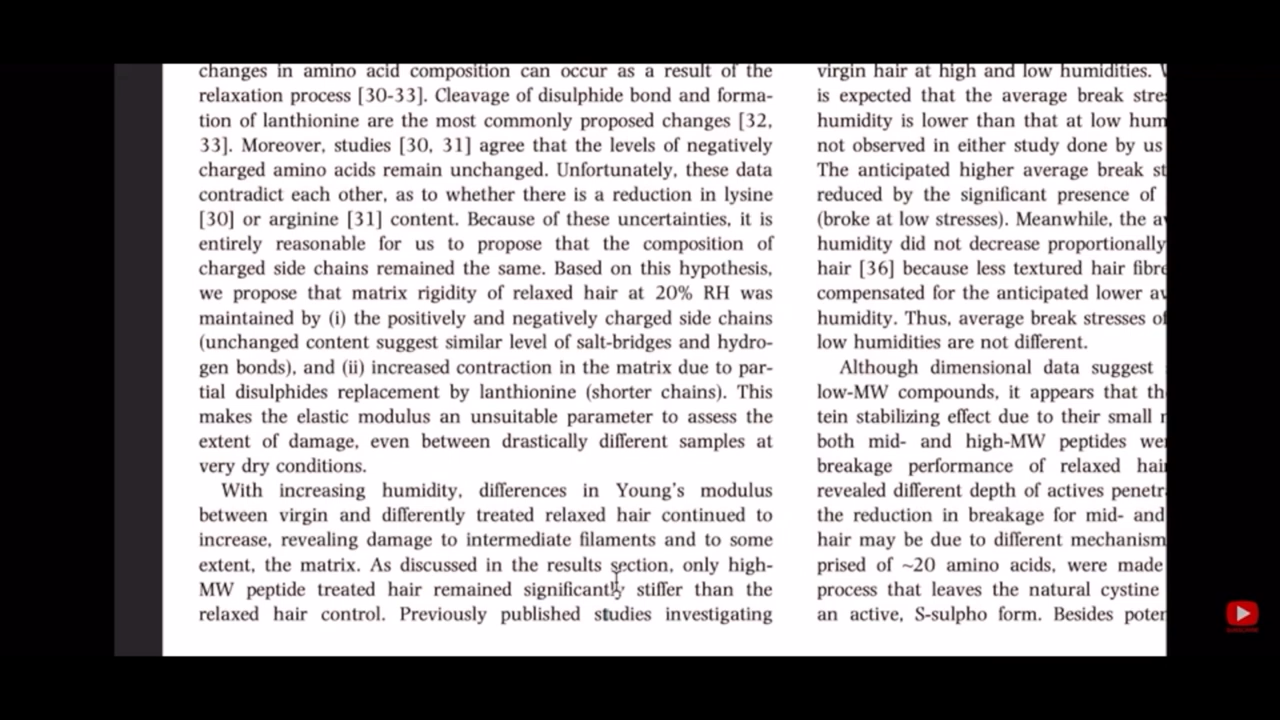 changes in amino acid composition can occur as a result of the
relaxation process [30-33]. Cleavage of disulphide bond and forma-
tion of lanthionine are the most commonly proposed changes [32,
33]. Moreover, studies [30, 31] agree that the levels of negatively
charged amino acids remain unchanged. Unfortunately, these data
contradict each other, as to whether there is a reduction in lysine
[30] or arginine [31] content. Because of these uncertainties, it is
entirely reasonable for us to propose that the composition of
charged side chains remained the same. Based on this hypothesis,
we propose that matrix rigidity of relaxed hair at 20% RH was
maintained by (i) the positively and negatively charged side chains
(unchanged content suggest similar level of salt-bridges and hydro-
gen bonds), and (ii) increased contraction in the matrix due to par-
tial disulphides replacement by lanthionine (shorter chains). This
makes the elastic modulus an unsuitable parameter to assess the
extent of damage, even between drastically different samples at
very dry conditions.
With increasing humidity, differences in Young's modulus
between virgin and differently treated relaxed hair continued to
increase, revealing damage to intermediate filaments and to some
extent, the matrix. As discussed in the results section, only high-
MW peptide treated hair remained significantly stiffer than the
relaxed hair control. Previously published studies investigating
virgin hair at high and low humidities.
is expected that the average break
humidity is lower than that at low
not observed in either study done by us
The anticipated higher average break
reduced by the significant presence of
(broke at low stresses). Meanwhile, the
humidity did not decrease proportionally
hair [36] because less textured hair
compensated for the anticipated lower
humidity. Thus, average break stresses
low humidities are not different.
Although dimensional data suggest
low-MW compounds, it appears that
tein stabilizing effect due to their small
both mid- and high-MW peptides
breakage performance of relaxed
revealed different depth of actives
the reduction in breakage for mid- and
hair may be due to different
prised of ~20 amino acids, were made
process that leaves the natural cystine
an active, S-sulpho form. Besides